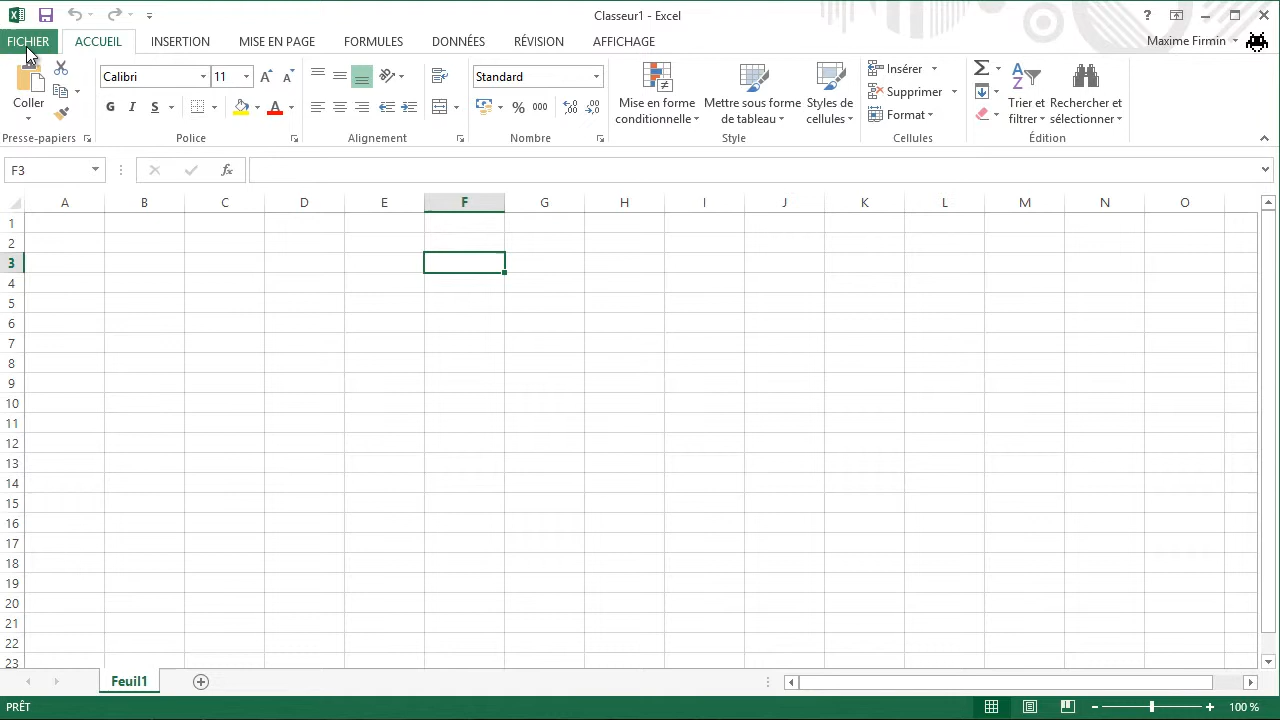 Classeur1 - Excel
?
FICHIER ACCUEIL INSERTION MISE EN PAGE FORMULES DONNÉES RÉVISION AFFICHAGE Maxime Firmin
Coller
Calibri 11 A A
G I S A
Standard
% 000
Mise en forme conditionnelle
Mettre sous forme de tableau
Styles de cellules
Insérer
Supprimer
Format
Σ
Trier et filtrer
Rechercher et sélectionner
Presse-papiers Police Alignement Nombre Style Cellules Édition
F3 fx
A B C D E F G H I J K L M N O
1
2
3
4
5
6
7
8
9
10
11
12
13
14
15
16
17
18
19
20
21
22
23
Feuil1
PRÊT 100 %